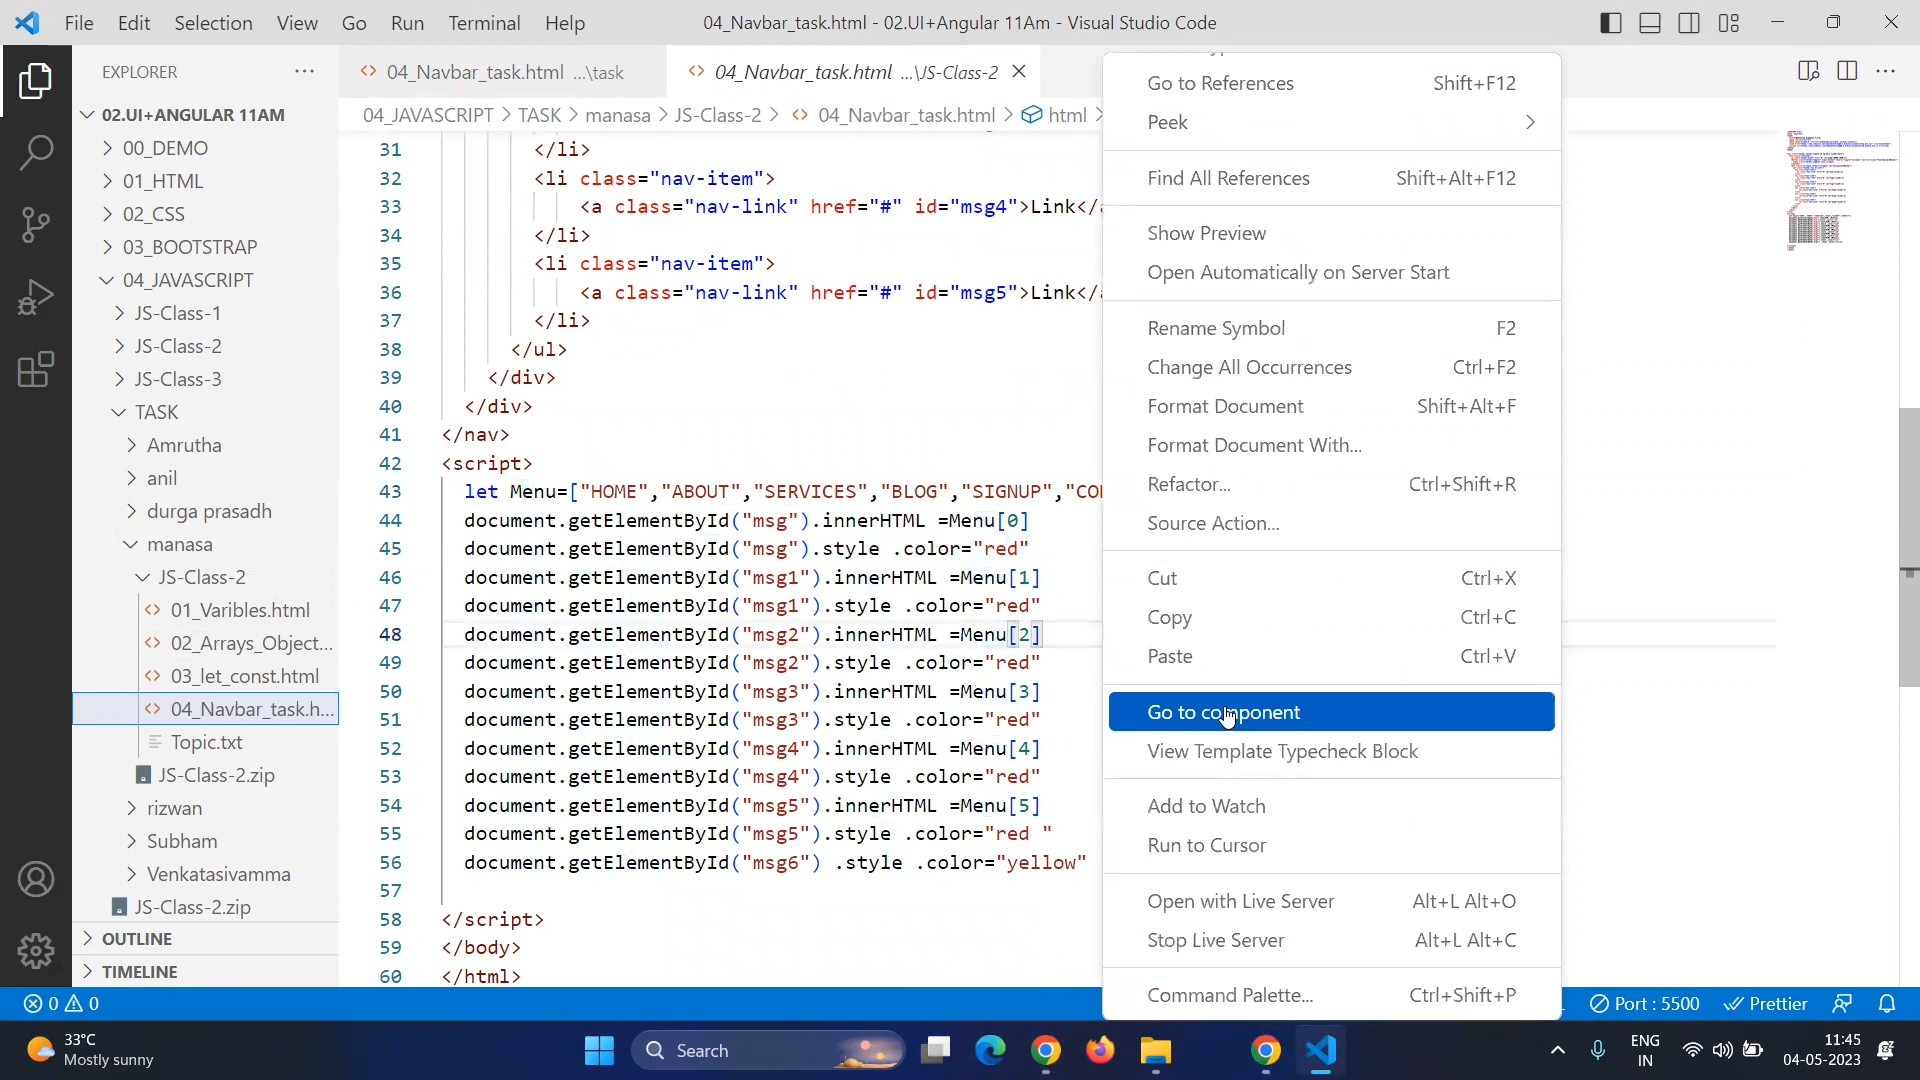 File Edit Selection View Go Run Terminal Help 04_Navbar_task.html - 02.UI+Angular 11Am - Visual Studio Code
EXPLORER
04_Navbar_task.html ...\task
04_Navbar_task.html ...\JS-Class-2
02.UI+ANGULAR 11AM
00_DEMO
01_HTML
02_CSS
03_BOOTSTRAP
04_JAVASCRIPT
JS-Class-1
JS-Class-2
JS-Class-3
TASK
Amrutha
anil
durga prasadh
manasa
JS-Class-2
01_Varibles.html
02_Arrays_Object...
03_let_const.html
04_Navbar_task.h...
Topic.txt
JS-Class-2.zip
rizwan
Subham
Venkatasivamma
JS-Class-2.zip
OUTLINE
TIMELINE
04_JAVASCRIPT > TASK > manasa > JS-Class-2 > 04_Navbar_task.html > html >
31 </li>
32 <li class="nav-item">
33 <a class="nav-link" href="#" id="msg4">Link</a
34 </li>
35 <li class="nav-item">
36 <a class="nav-link" href="#" id="msg5">Link</a
37 </li>
38 </ul>
39 </div>
40 </div>
41 </nav>
42 <script>
43 let Menu=["HOME","ABOUT","SERVICES","BLOG","SIGNUP","CO
44 document.getElementById("msg").innerHTML =Menu[0]
45 document.getElementById("msg").style .color="red"
46 document.getElementById("msg1").innerHTML =Menu[1]
47 document.getElementById("msg1").style .color="red"
48 document.getElementById("msg2").innerHTML =Menu[2]
49 document.getElementById("msg2").style .color="red"
50 document.getElementById("msg3").innerHTML =Menu[3]
51 document.getElementById("msg3").style .color="red"
52 document.getElementById("msg4").innerHTML =Menu[4]
53 document.getElementById("msg4").style .color="red"
54 document.getElementById("msg5").innerHTML =Menu[5]
55 document.getElementById("msg5").style .color="red "
56 document.getElementById("msg6") .style .color="yellow"
57
58 </script>
59 </body>
60 </html>
Go to References Shift+F12
Peek
Find All References Shift+Alt+F12
Show Preview
Open Automatically on Server Start
Rename Symbol F2
Change All Occurrences Ctrl+F2
Format Document Shift+Alt+F
Format Document With...
Refactor... Ctrl+Shift+R
Source Action...
Cut Ctrl+X
Copy Ctrl+C
Paste Ctrl+V
Go to component
View Template Typecheck Block
Add to Watch
Run to Cursor
Open with Live Server Alt+L Alt+O
Stop Live Server Alt+L Alt+C
Command Palette... Ctrl+Shift+P
0 0
Port : 5500 Prettier
33°C
Mostly sunny
Search
ENG
IN
11:45
04-05-2023